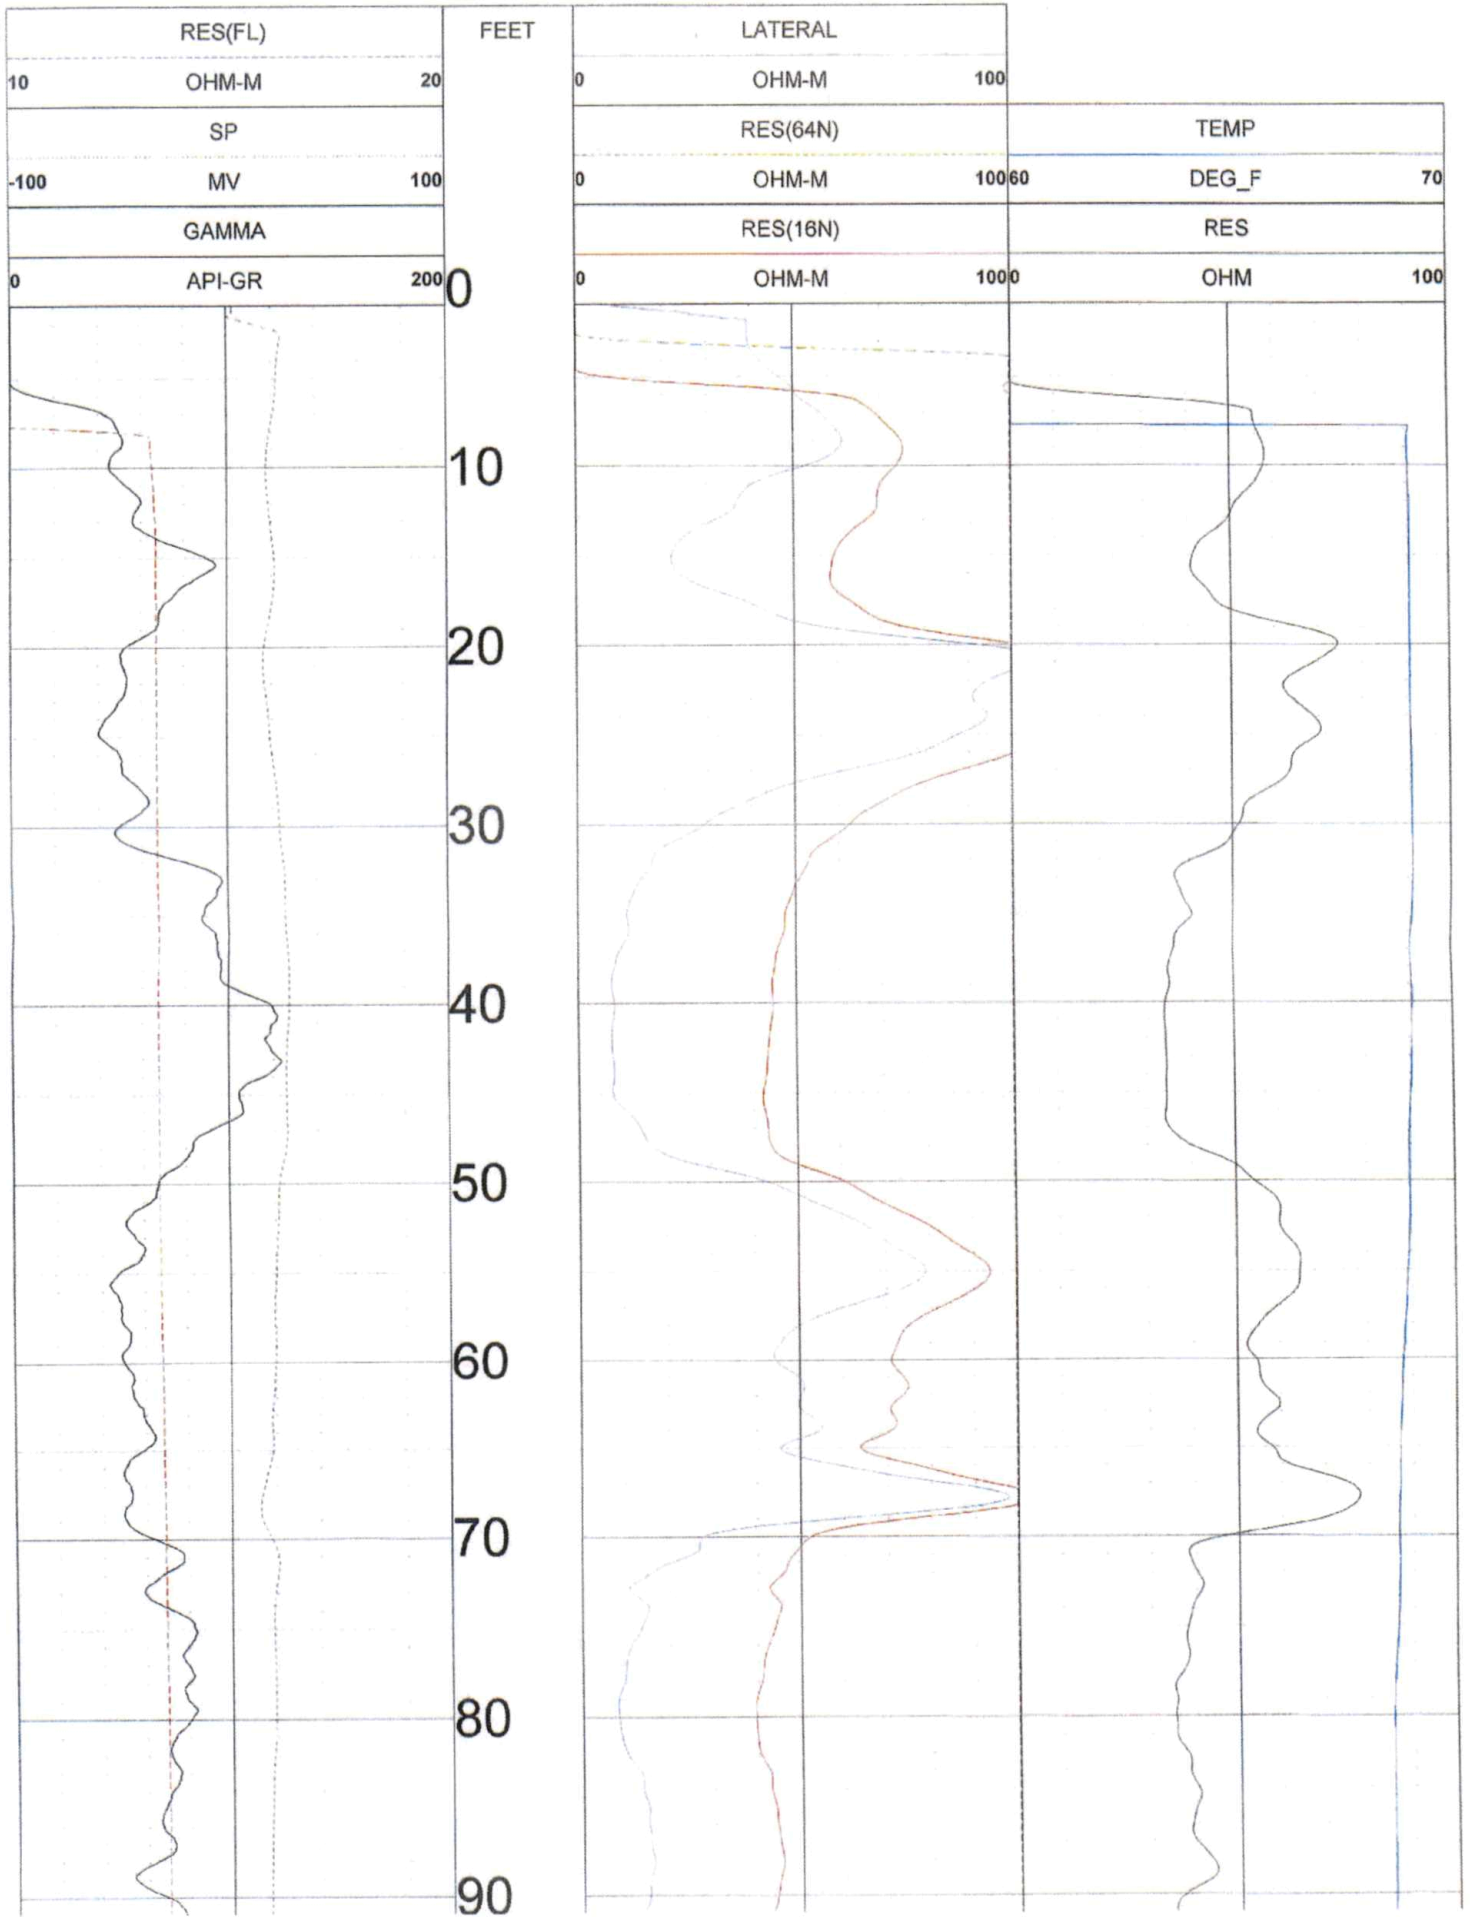 RES(FL) FEET LATERAL
10 OHM-M 20 0 OHM-M 100
SP RES(64N) TEMP
-100 MV 100 0 OHM-M 100 60 DEG_F 70
GAMMA RES(16N) RES
0 API-GR 200 0 OHM-M 100 0 OHM 100
0
10
20
30
40
50
60
70
80
90